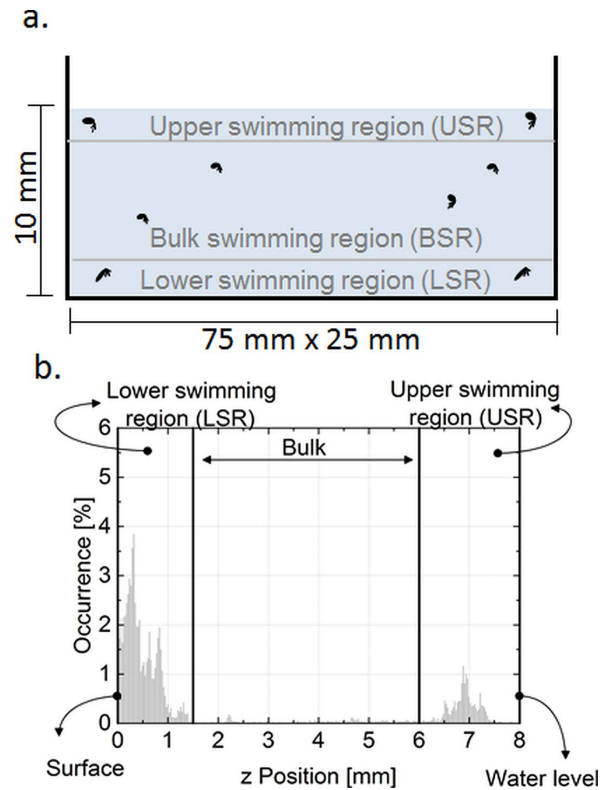 a.
Upper swimming region (USR)
10 mm
Bulk swimming region (BSR)
Lower swimming region (LSR)
75 mm x 25 mm
b.
Lower swimming
region (LSR)
Upper swimming
region (USR)
Bulk
6
5
4
3
2
1
0
Occurrence [%]
0 1 2 3 4 5 6 7 8
Surface
z Position [mm]
Water level